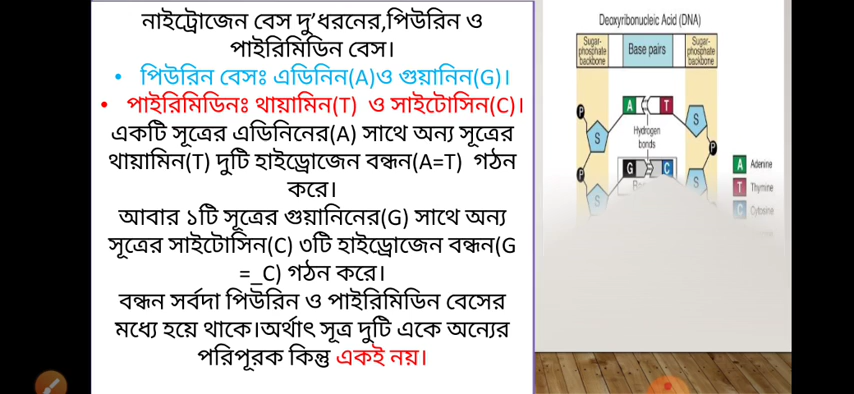 নাইট্রোজেন বেস দু'ধরনের,পিউরিন ও
পাইরিমিডিন বেস।
• পিউরিন বেসঃ এডিনিন(A)ও গুয়ানিন(G)।
• পাইরিমিডিনঃ থায়ামিন(T) ও সাইটোসিন(C)।
একটি সূত্রের এডিনিনের(A) সাথে অন্য সূত্রের
থায়ামিন(T) দুটি হাইড্রোজেন বন্ধন(A=T) গঠন
করে।
আবার ১টি সূত্রের গুয়ানিনের(G) সাথে অন্য
সূত্রের সাইটোসিন(C) ৩টি হাইড্রোজেন বন্ধন(G
=_C) গঠন করে।
বন্ধন সর্বদা পিউরিন ও পাইরিমিডিন বেসের
মধ্যে হয়ে থাকে।অর্থাৎ সূত্র দুটি একে অন্যের
পরিপূরক কিন্তু একই নয়।
Deoxyribonucleic Acid (DNA)
Sugar-phosphate backbone
Base pairs
Sugar-phosphate backbone
P
A
T
S
S
Hydrogen bonds
P
P
G
C
S
S
A Adenine
T Thymine
C Cytosine